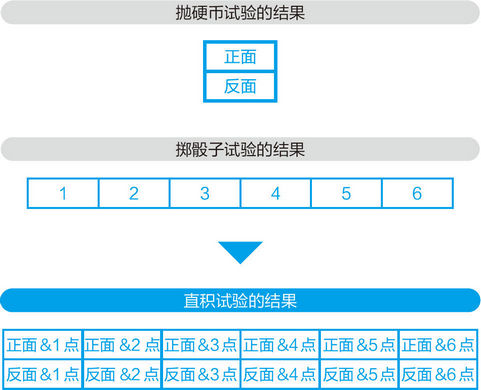 抛硬币试验的结果
正面
反面
掷骰子试验的结果
1 2 3 4 5 6
直积试验的结果
正面&1点 正面&2点 正面&3点 正面&4点 正面&5点 正面&6点
反面&1点 反面&2点 反面&3点 反面&4点 反面&5点 反面&6点